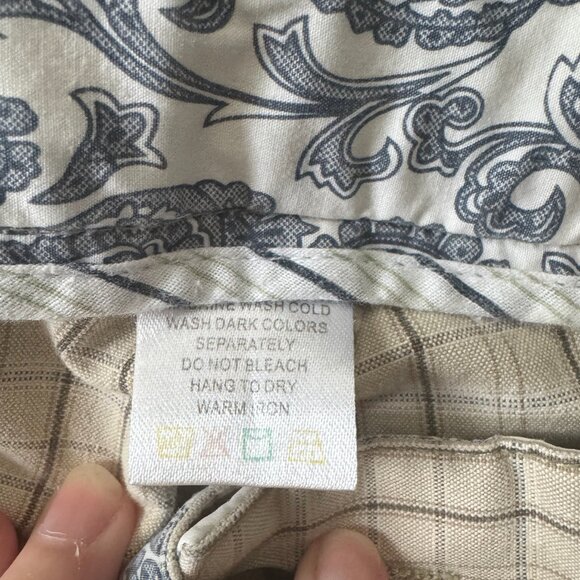 WASH COLD
WASH DARK COLORS
SEPARATELY
DO NOT BLEACH
HANG TO DRY
WARM IRON